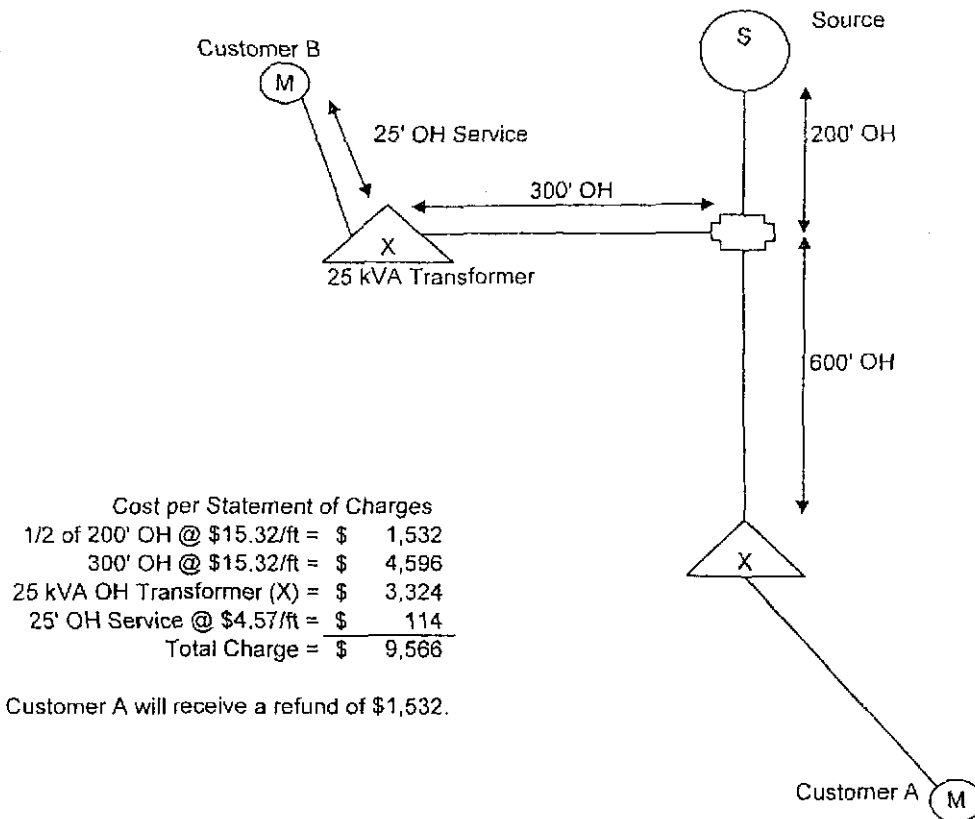 Source
S
Customer B
M
25' OH Service
200' OH
300' OH
X
25 kVA Transformer
600' OH
Cost per Statement of Charges
1/2 of 200' OH @ $15.32/ft = $ 1,532
300' OH @ $15.32/ft = $ 4,596
25 kVA OH Transformer (X) = $ 3,324
25' OH Service @ $4.57/ft = $ 114
Total Charge = $ 9,566
X
Customer A will receive a refund of $1,532.
Customer A M